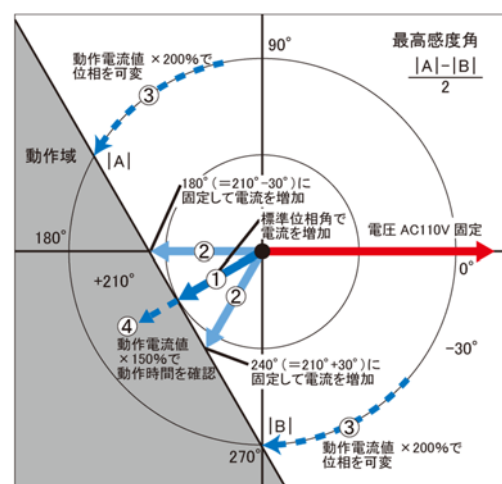 動作電流値 ×200%で
位相を可変
③
|A|
90°
最高感度角
|A|-|B|
2
動作域
180°(=210°-30°)に
固定して電流を増加
標準位相角で
電流を増加
電圧 AC110V 固定
180°
②
①
②
0°
+210°
④
動作電流値
×150%で
動作時間を確認
-30°
240°(=210°+30°)に
固定して電流を増加
|B|
③
270°
動作電流値 ×200%で
位相を可変